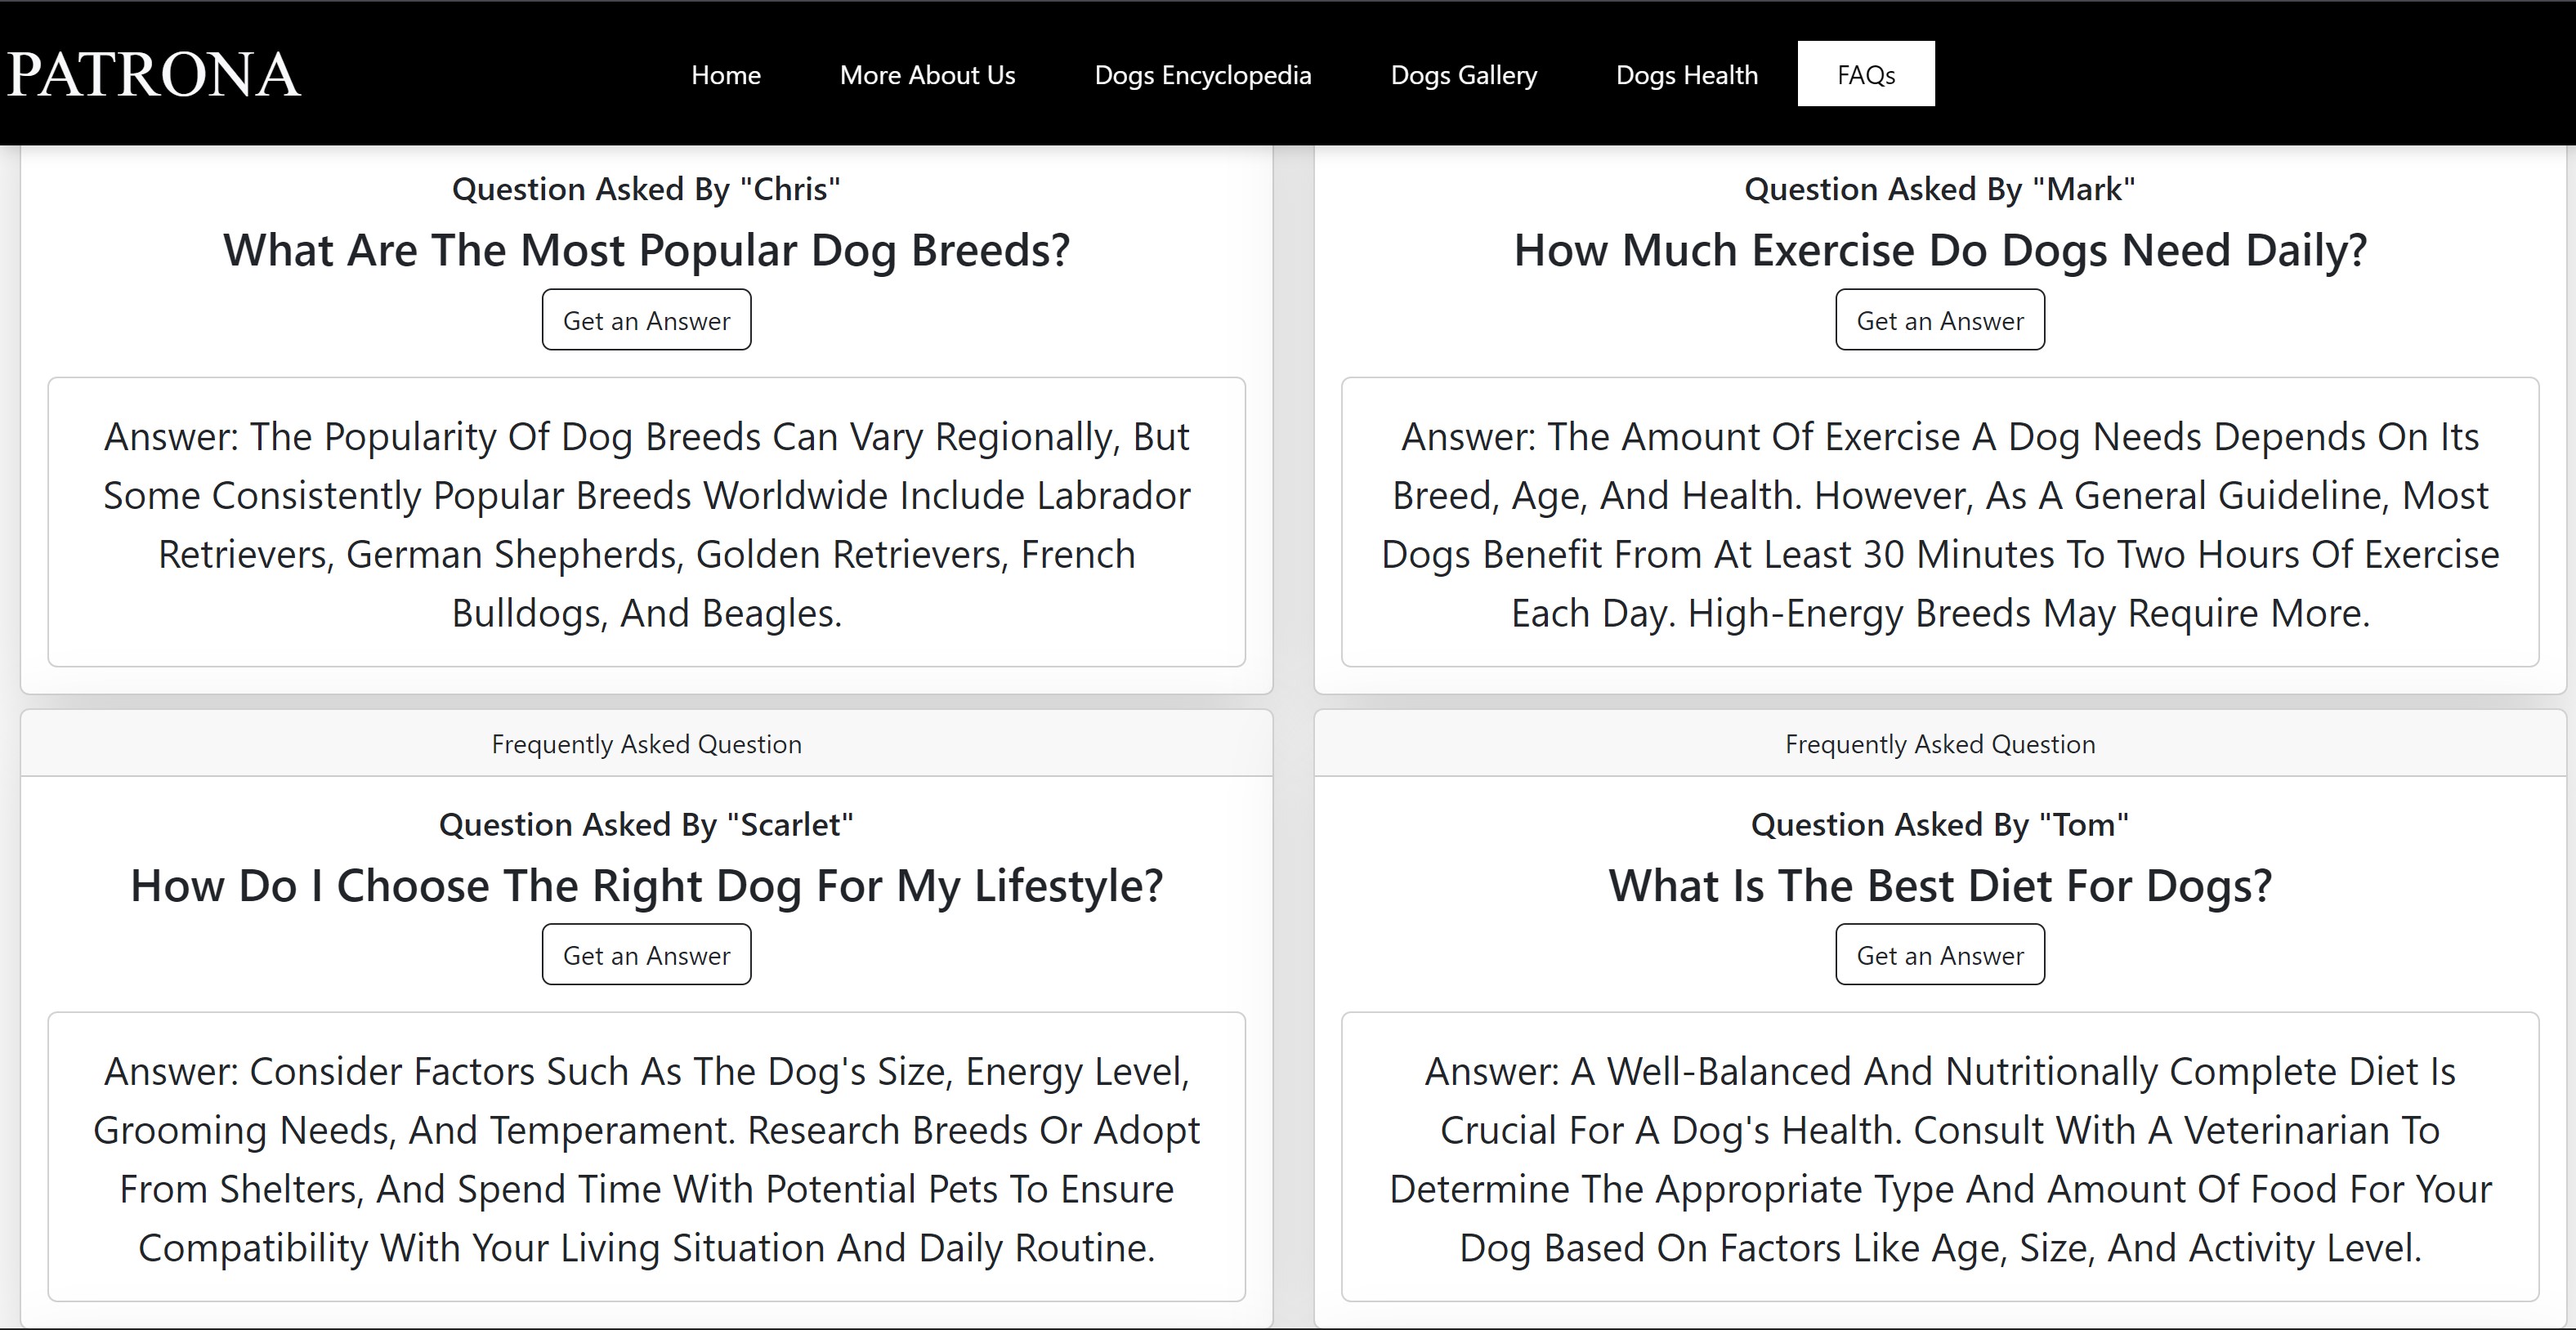 PATRONA
Home
More About Us
Dogs Encyclopedia
Dogs Gallery
Dogs Health
FAQs
Question Asked By "Chris"
What Are The Most Popular Dog Breeds?
Get an Answer
Answer: The Popularity Of Dog Breeds Can Vary Regionally, But
Some Consistently Popular Breeds Worldwide Include Labrador
Retrievers, German Shepherds, Golden Retrievers, French
Bulldogs, And Beagles.
Question Asked By "Mark"
How Much Exercise Do Dogs Need Daily?
Get an Answer
Answer: The Amount Of Exercise A Dog Needs Depends On Its
Breed, Age, And Health. However, As A General Guideline, Most
Dogs Benefit From At Least 30 Minutes To Two Hours Of Exercise
Each Day. High-Energy Breeds May Require More.
Frequently Asked Question
Question Asked By "Scarlet"
How Do I Choose The Right Dog For My Lifestyle?
Get an Answer
Answer: Consider Factors Such As The Dog's Size, Energy Level,
Grooming Needs, And Temperament. Research Breeds Or Adopt
From Shelters, And Spend Time With Potential Pets To Ensure
Compatibility With Your Living Situation And Daily Routine.
Frequently Asked Question
Question Asked By "Tom"
What Is The Best Diet For Dogs?
Get an Answer
Answer: A Well-Balanced And Nutritionally Complete Diet Is
Crucial For A Dog's Health. Consult With A Veterinarian To
Determine The Appropriate Type And Amount Of Food For Your
Dog Based On Factors Like Age, Size, And Activity Level.